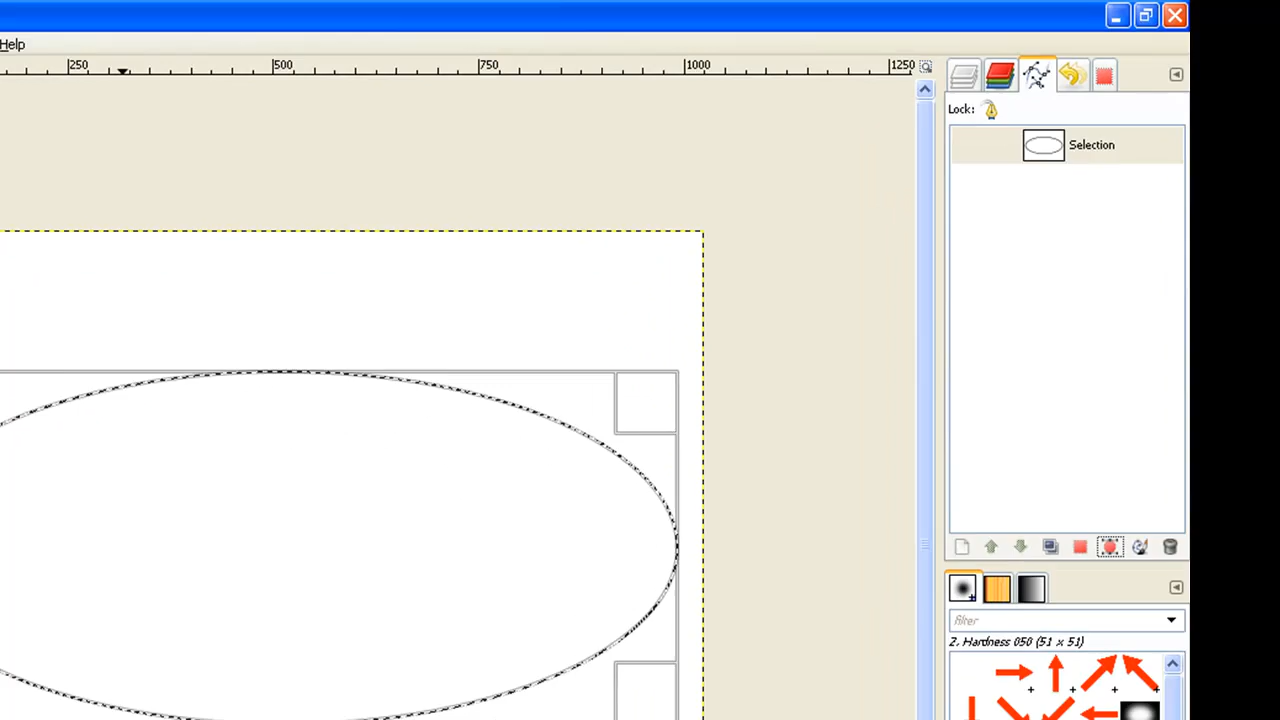 Help
250 500 750 1000 1250
Lock:
Selection
filter
2. Hardness 050 (51 x 51)